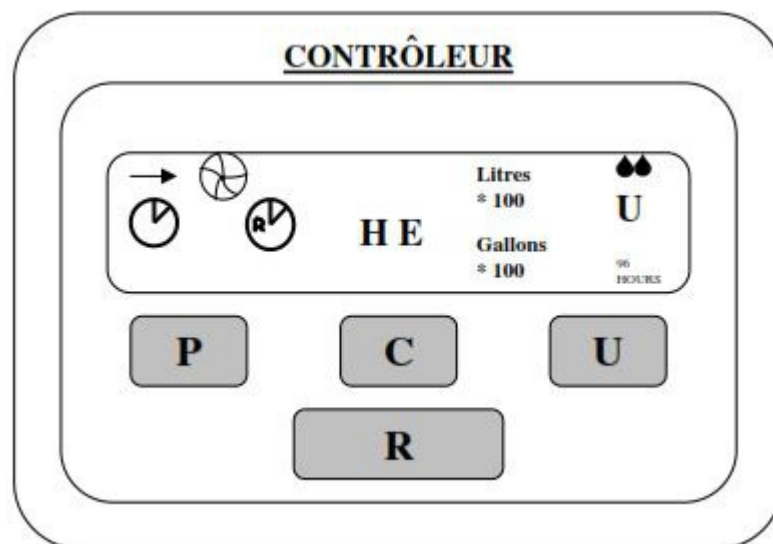 CONTRÔLEUR
R
H E
Litres
* 100
Gallons
* 100
U
96
HOURS
P
C
U
R